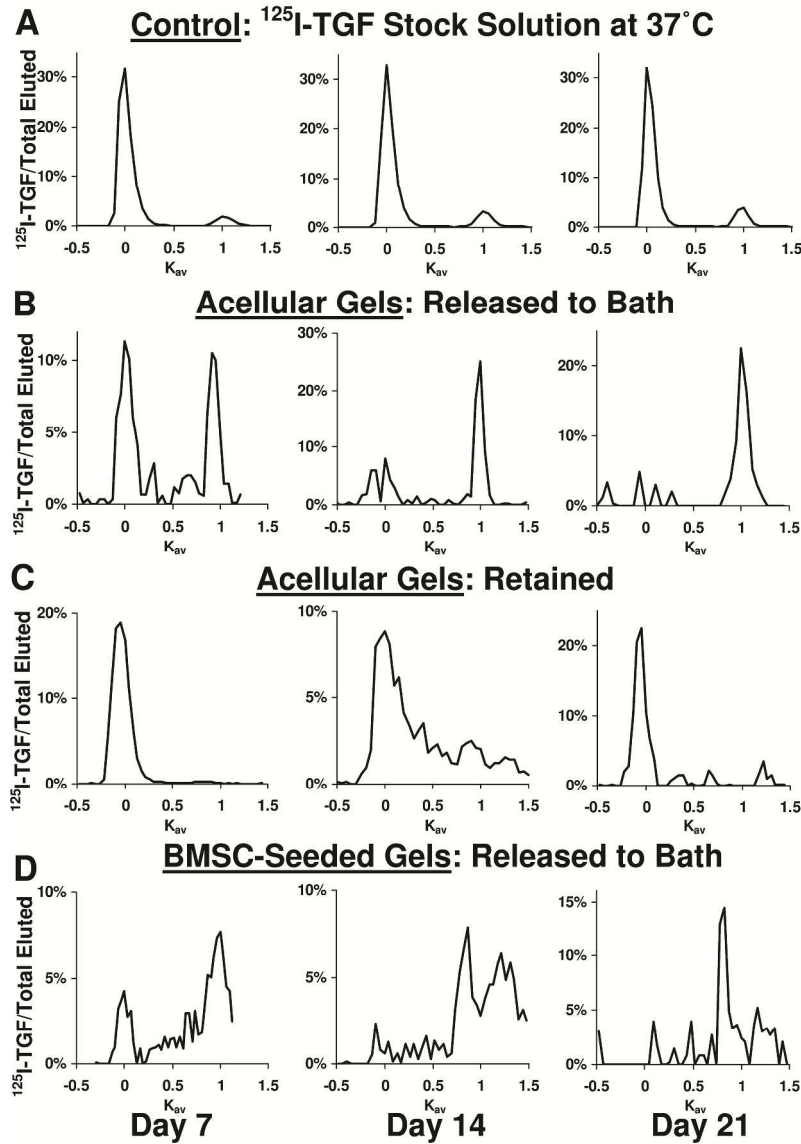 A
Control: ¹²⁵I-TGF Stock Solution at 37˚C
¹²⁵I-TGF/Total Eluted
30%
20%
10%
0%
-0.5 0 0.5 1 1.5
Kav
30%
20%
10%
0%
-0.5 0 0.5 1 1.5
Kav
30%
20%
10%
0%
-0.5 0 0.5 1 1.5
Kav
B
Acellular Gels: Released to Bath
¹²⁵I-TGF/Total Eluted
10%
5%
0%
-0.5 0 0.5 1 1.5
Kav
30%
20%
10%
0%
-0.5 0 0.5 1 1.5
Kav
20%
10%
0%
-0.5 0 0.5 1 1.5
Kav
C
Acellular Gels: Retained
¹²⁵I-TGF/Total Eluted
20%
10%
0%
-0.5 0 0.5 1 1.5
Kav
10%
5%
0%
-0.5 0 0.5 1 1.5
Kav
20%
10%
0%
-0.5 0 0.5 1 1.5
Kav
D
BMSC-Seeded Gels: Released to Bath
¹²⁵I-TGF/Total Eluted
10%
5%
0%
-0.5 0 0.5 1 1.5
Kav
10%
5%
0%
-0.5 0 0.5 1 1.5
Kav
15%
10%
5%
0%
-0.5 0 0.5 1 1.5
Kav
Day 7
Day 14
Day 21